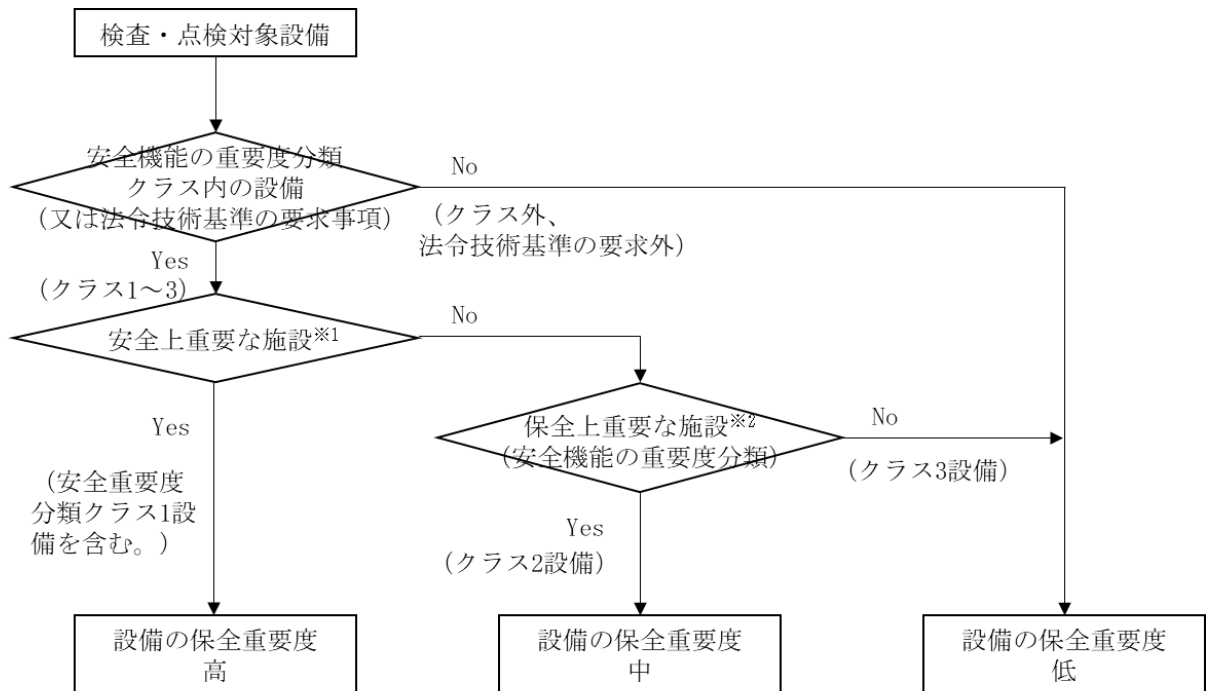 検査・点検対象設備
安全機能の重要度分類
クラス内の設備
(又は法令技術基準の要求事項)
No
(クラス外、
法令技術基準の要求外)
Yes
(クラス1~3)
安全上重要な施設※1
No
保全上重要な施設※2
(安全機能の重要度分類)
No
(クラス3設備)
Yes
(安全重要度
分類クラス1設
備を含む。)
Yes
(クラス2設備)
設備の保全重要度
高
設備の保全重要度
中
設備の保全重要度
低